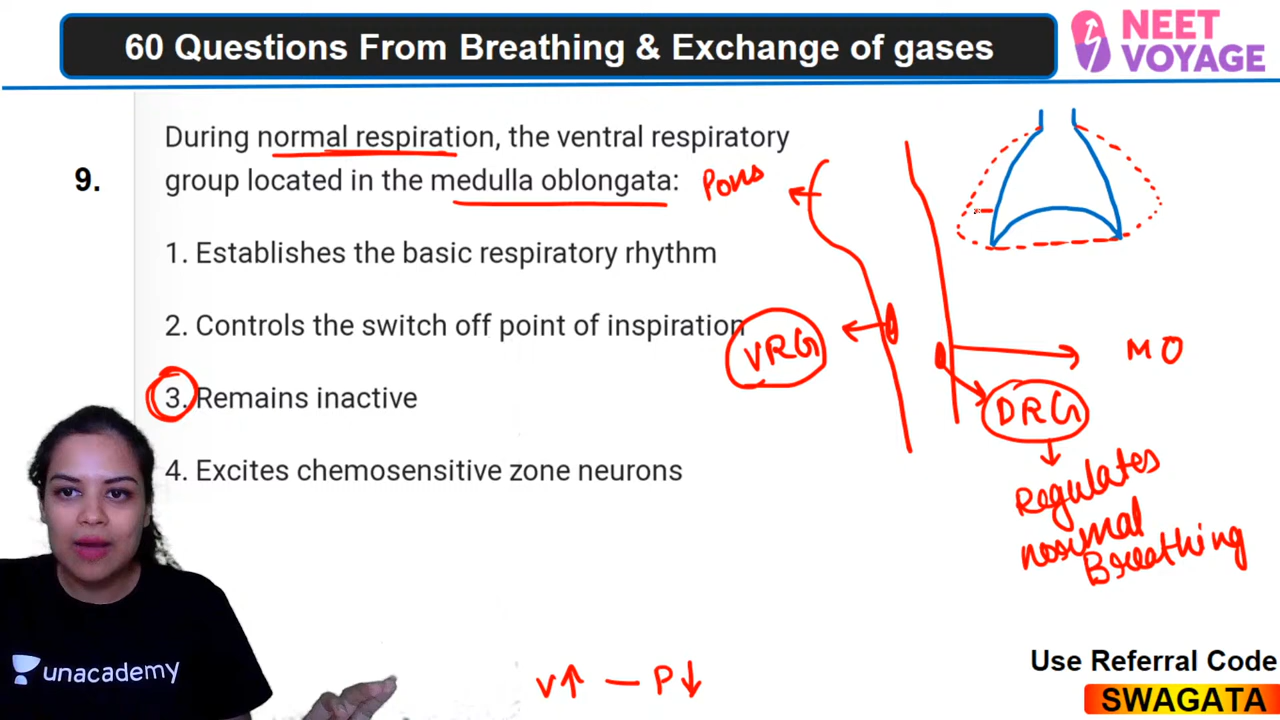 60 Questions From Breathing & Exchange of gases
NEET
VOYAGE
9.
During normal respiration, the ventral respiratory
group located in the medulla oblongata:
1. Establishes the basic respiratory rhythm
2. Controls the switch off point of inspiration
3. Remains inactive
4. Excites chemosensitive zone neurons
Pons
VRG
MO
DRG
Regulates
normal
Breathing
V↑ — P↓
unacademy
Use Referral Code
SWAGATA